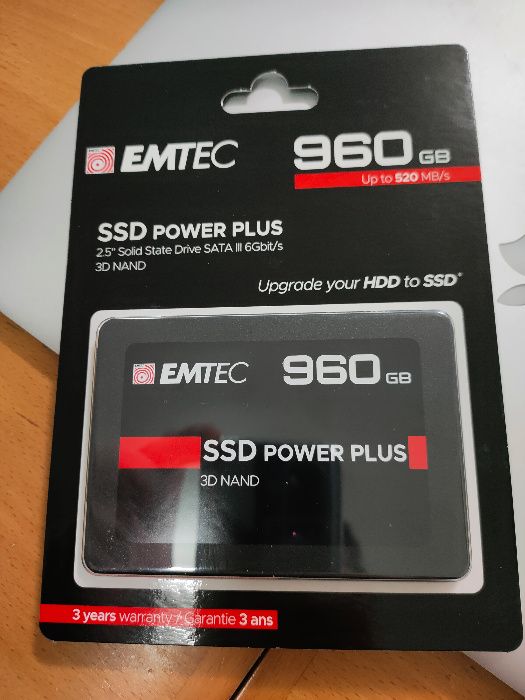 EMTEC 960 GB
Up to 520 MB/s
SSD POWER PLUS
2.5" Solid State Drive SATA III 6Gbit/s
3D NAND
Upgrade your HDD to SSD*
EMTEC 960 GB
SSD POWER PLUS
3D NAND
3 years warranty / Garantie 3 ans